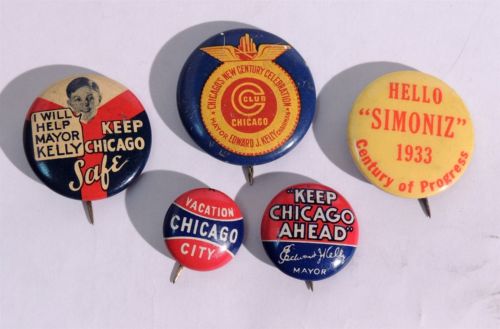 I WILL
HELP
MAYOR
KELLY
KEEP
CHICAGO
Safe
CHICAGO'S NEW CENTURY CELEBRATION
C
CLUB
CHICAGO
MAYOR EDWARD J. KELLY CHAIRMAN
HELLO
"SIMONIZ"
1933
Century of Progress
VACATION
CHICAGO
CITY
"KEEP
CHICAGO
AHEAD"
Edward J. Kelly
MAYOR